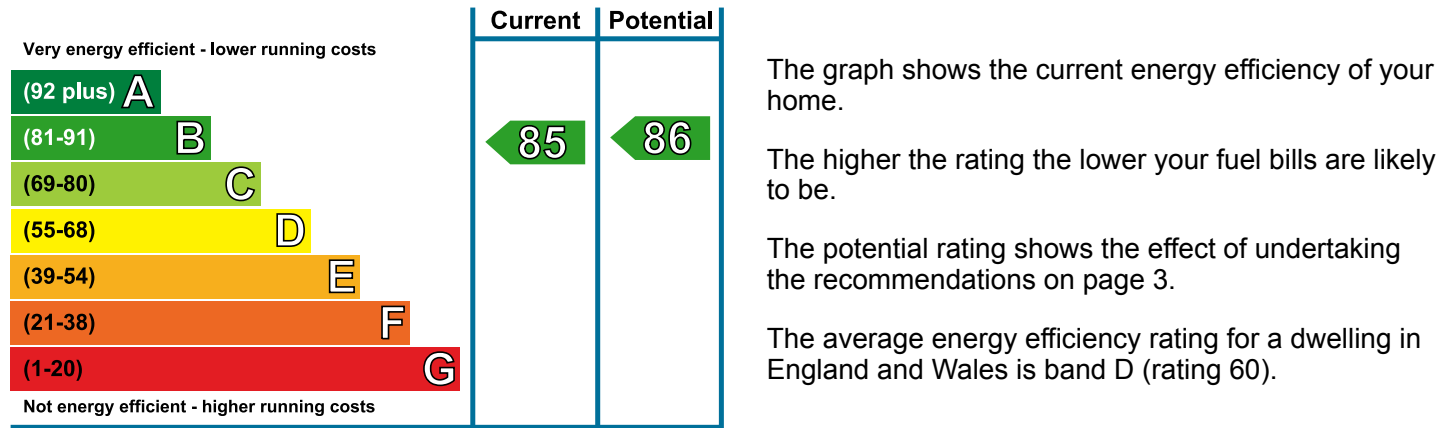 Current Potential
Very energy efficient - lower running costs
(92 plus) A
(81-91) B
85 86
(69-80) C
(55-68) D
(39-54) E
(21-38) F
(1-20) G
Not energy efficient - higher running costs
The graph shows the current energy efficiency of your
home.
The higher the rating the lower your fuel bills are likely
to be.
The potential rating shows the effect of undertaking
the recommendations on page 3.
The average energy efficiency rating for a dwelling in
England and Wales is band D (rating 60).